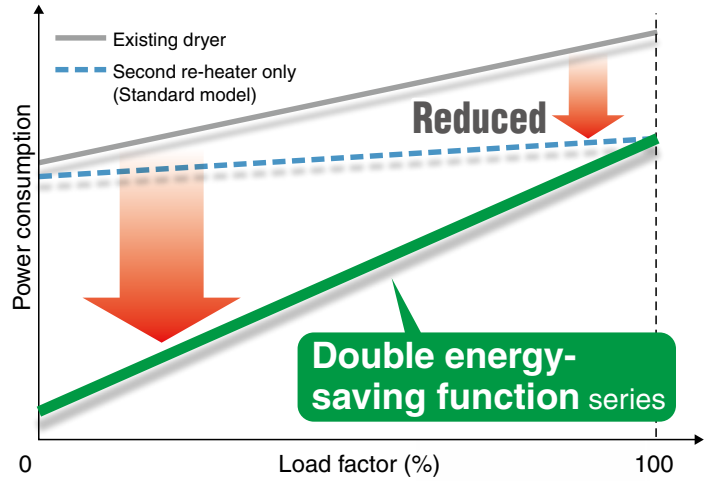 Existing dryer
Second re-heater only
(Standard model)
Reduced
Power consumption
Double energy-
saving function series
0
Load factor (%)
100